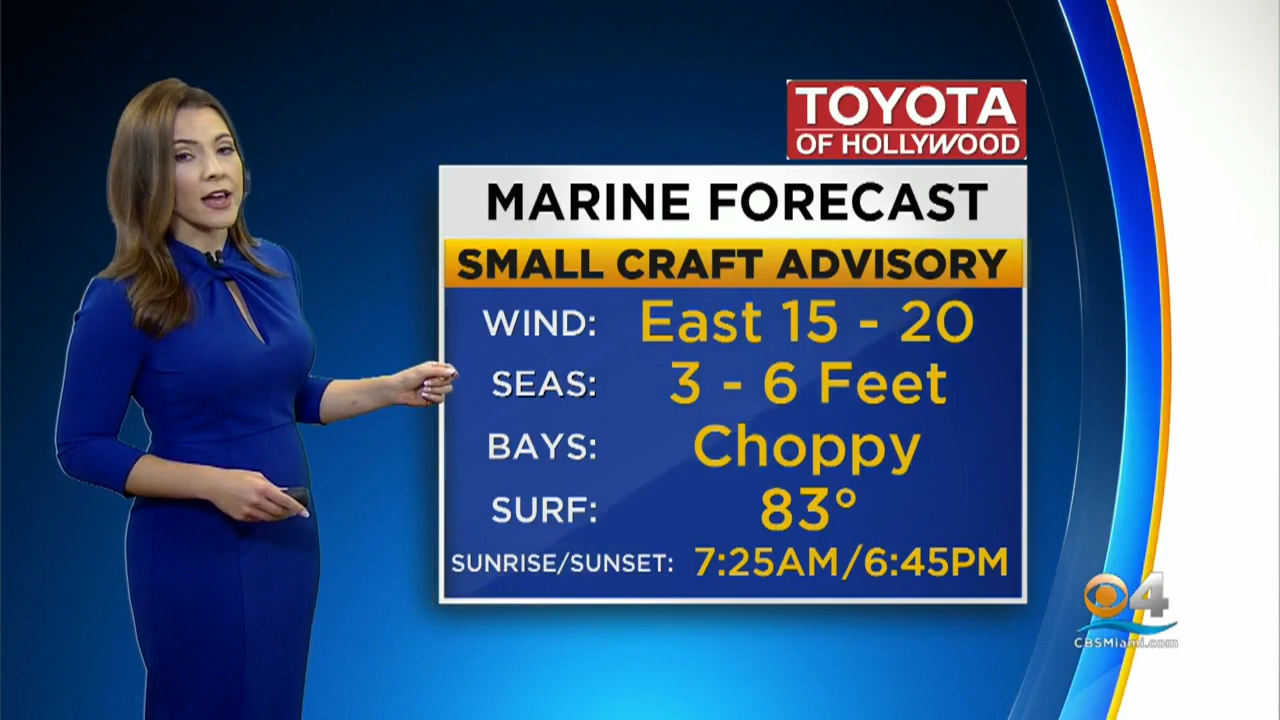 TOYOTA
OF HOLLYWOOD
MARINE FORECAST
SMALL CRAFT ADVISORY
WIND: East 15 - 20
SEAS: 3 - 6 Feet
BAYS: Choppy
SURF: 83°
SUNRISE/SUNSET: 7:25AM/6:45PM
4
CBSMiami.com